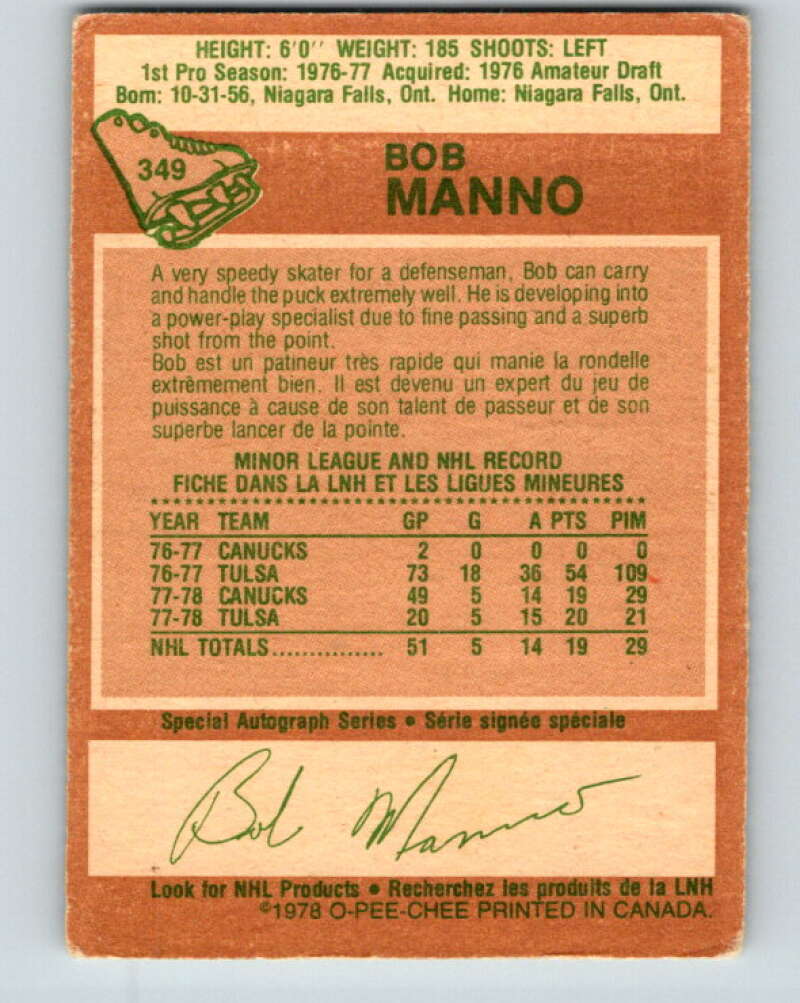 HEIGHT: 6'0'' WEIGHT: 185 SHOOTS: LEFT
1st Pro Season: 1976-77 Acquired: 1976 Amateur Draft
Born: 10-31-56, Niagara Falls, Ont. Home: Niagara Falls, Ont.
349
BOB
MANNO
A very speedy skater for a defenseman, Bob can carry
and handle the puck extremely well. He is developing into
a power-play specialist due to fine passing and a superb
shot from the point.
Bob est un patineur très rapide qui manie la rondelle
extrêmement bien. Il est devenu un expert du jeu de
puissance à cause de son talent de passeur et de son
superbe lancer de la pointe.
MINOR LEAGUE AND NHL RECORD
FICHE DANS LA LNH ET LES LIGUES MINEURES
YEAR TEAM GP G A PTS PIM
76-77 CANUCKS 2 0 0 0 0
76-77 TULSA 73 18 36 54 109
77-78 CANUCKS 49 5 14 19 29
77-78 TULSA 20 5 15 20 21
NHL TOTALS............... 51 5 14 19 29
Special Autograph Series • Série signée spéciale
Bob Manno
Look for NHL Products • Recherchez les produits de la LNH
©1978 O-PEE-CHEE PRINTED IN CANADA.